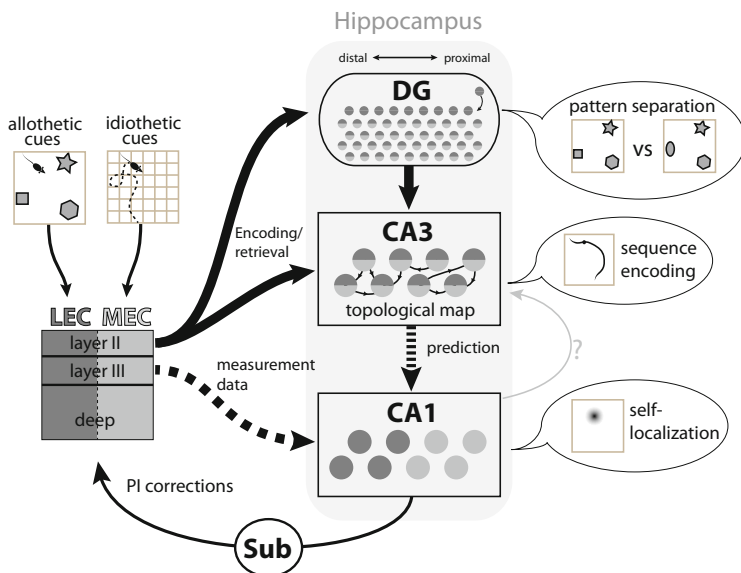 Hippocampus
distal proximal
DG
allothetic
cues
idiothetic
cues
pattern separation
vs
Encoding/
retrieval
CA3
topological map
sequence
encoding
LEC MEC
layer II
layer III
deep
measurement
data
prediction
?
CA1
self-
localization
PI corrections
Sub